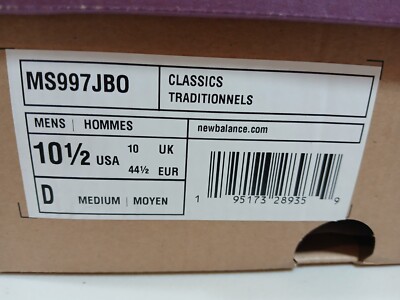 MS997JBO
CLASSICS
TRADITIONNELS
MENS | HOMMES
newbalance.com
10½ USA
10 UK
44½ EUR
D MEDIUM | MOYEN
1 95173 28935 9